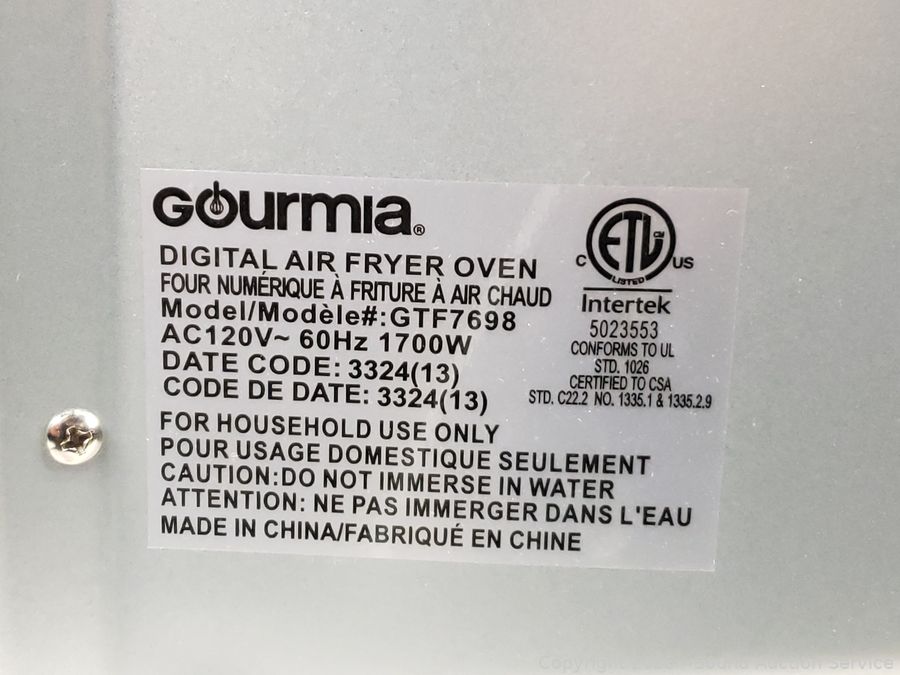 Gourmia®
DIGITAL AIR FRYER OVEN
FOUR NUMÉRIQUE À FRITURE À AIR CHAUD
Model/Modèle#:GTF7698
AC120V~ 60Hz 1700W
DATE CODE: 3324(13)
CODE DE DATE: 3324(13)
C ETL US
LISTED
Intertek
5023553
CONFORMS TO UL
STD. 1026
CERTIFIED TO CSA
STD. C22.2 NO. 1335.1 & 1335.2.9
FOR HOUSEHOLD USE ONLY
POUR USAGE DOMESTIQUE SEULEMENT
CAUTION:DO NOT IMMERSE IN WATER
ATTENTION: NE PAS IMMERGER DANS L'EAU
MADE IN CHINA/FABRIQUÉ EN CHINE
Copyright Auction Service